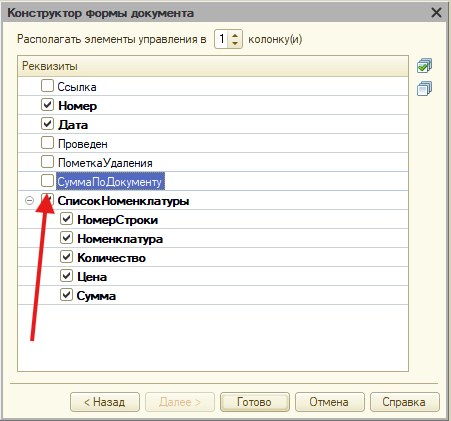 Конструктор формы документа
Располагать элементы управления в 1 колонку(и)
Реквизиты
Ссылка
Номер
Дата
Проведен
ПометкаУдаления
СуммаПоДокументу
СписокНоменклатуры
НомерСтроки
Номенклатура
Количество
Цена
Сумма
< Назад Далее > Готово Отмена Справка